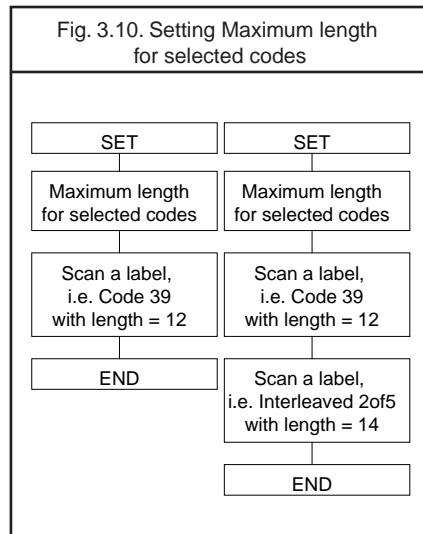 Fig. 3.10. Setting Maximum length
for selected codes
SET
Maximum length
for selected codes
Scan a label,
i.e. Code 39
with length = 12
END
SET
Maximum length
for selected codes
Scan a label,
i.e. Code 39
with length = 12
Scan a label,
i.e. Interleaved 2of5
with length = 14
END